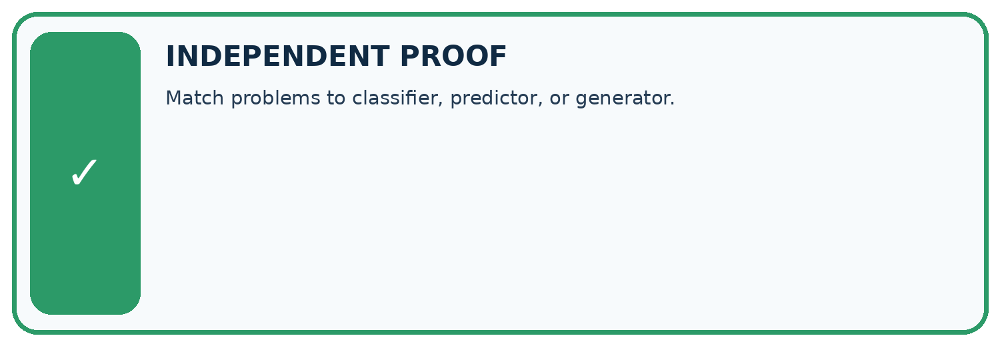 INDEPENDENT PROOF
Match problems to classifier, predictor, or generator.
✓